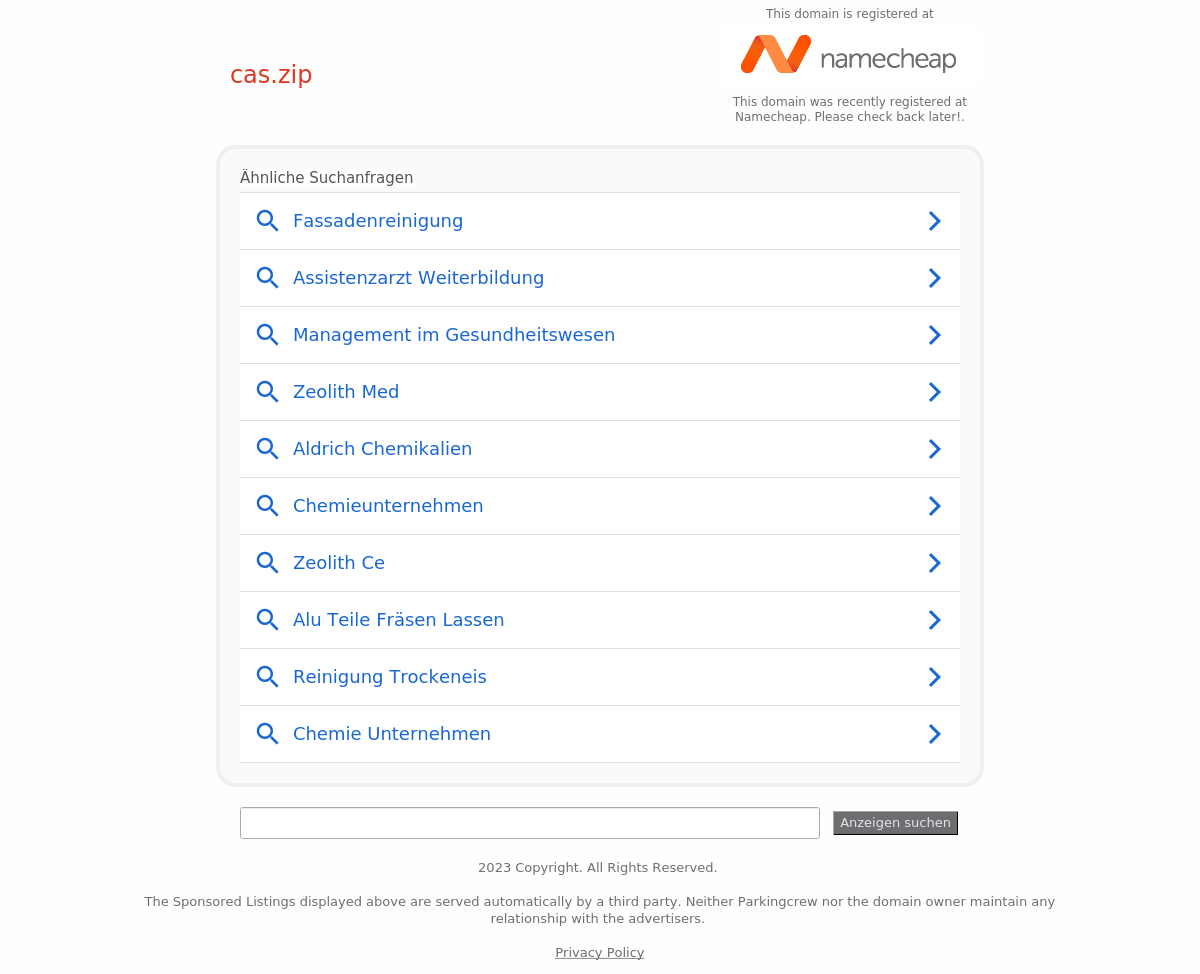 This domain is registered at
namecheap
cas.zip
This domain was recently registered at
Namecheap. Please check back later!.
Ähnliche Suchanfragen
Fassadenreinigung
Assistenzarzt Weiterbildung
Management im Gesundheitswesen
Zeolith Med
Aldrich Chemikalien
Chemieunternehmen
Zeolith Ce
Alu Teile Fräsen Lassen
Reinigung Trockeneis
Chemie Unternehmen
Anzeigen suchen
2023 Copyright. All Rights Reserved.
The Sponsored Listings displayed above are served automatically by a third party. Neither Parkingcrew nor the domain owner maintain any
relationship with the advertisers.
Privacy Policy